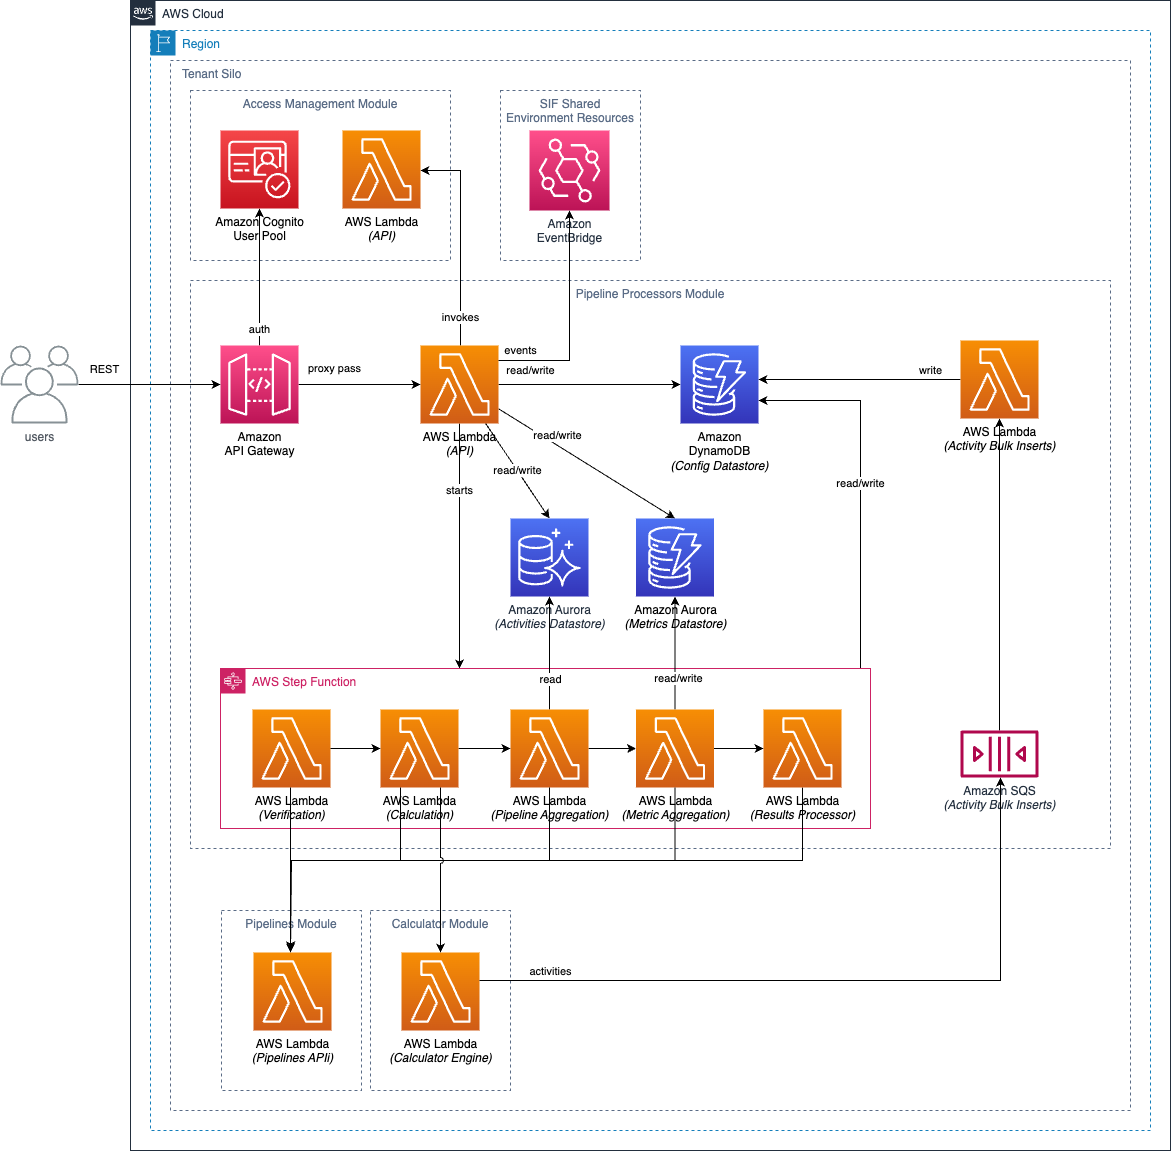 aws
AWS Cloud
Region
Tenant Silo
Access Management Module
SIF Shared
Environment Resources
Amazon Cognito
User Pool
AWS Lambda
(API)
Amazon
EventBridge
Pipeline Processors Module
auth
invokes
events
read/write
REST
proxy pass
write
users
Amazon
API Gateway
AWS Lambda
(API)
Amazon
DynamoDB
(Config Datastore)
AWS Lambda
(Activity Bulk Inserts)
read/write
read/write
starts
read/write
Amazon Aurora
(Activities Datastore)
Amazon Aurora
(Metrics Datastore)
AWS Step Function
read
read/write
AWS Lambda
(Verification)
AWS Lambda
(Calculation)
AWS Lambda
(Pipeline Aggregation)
AWS Lambda
(Metric Aggregation)
AWS Lambda
(Results Processor)
Amazon SQS
(Activity Bulk Inserts)
Pipelines Module
Calculator Module
activities
AWS Lambda
(Pipelines APIi)
AWS Lambda
(Calculator Engine)